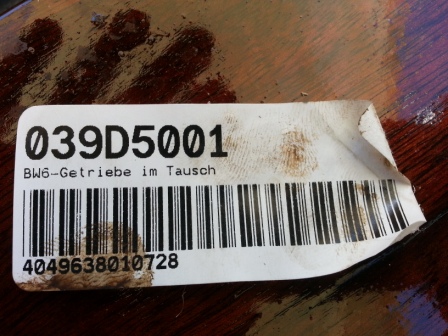 039D5001
BW6-Getriebe im Tausch
4049638010728